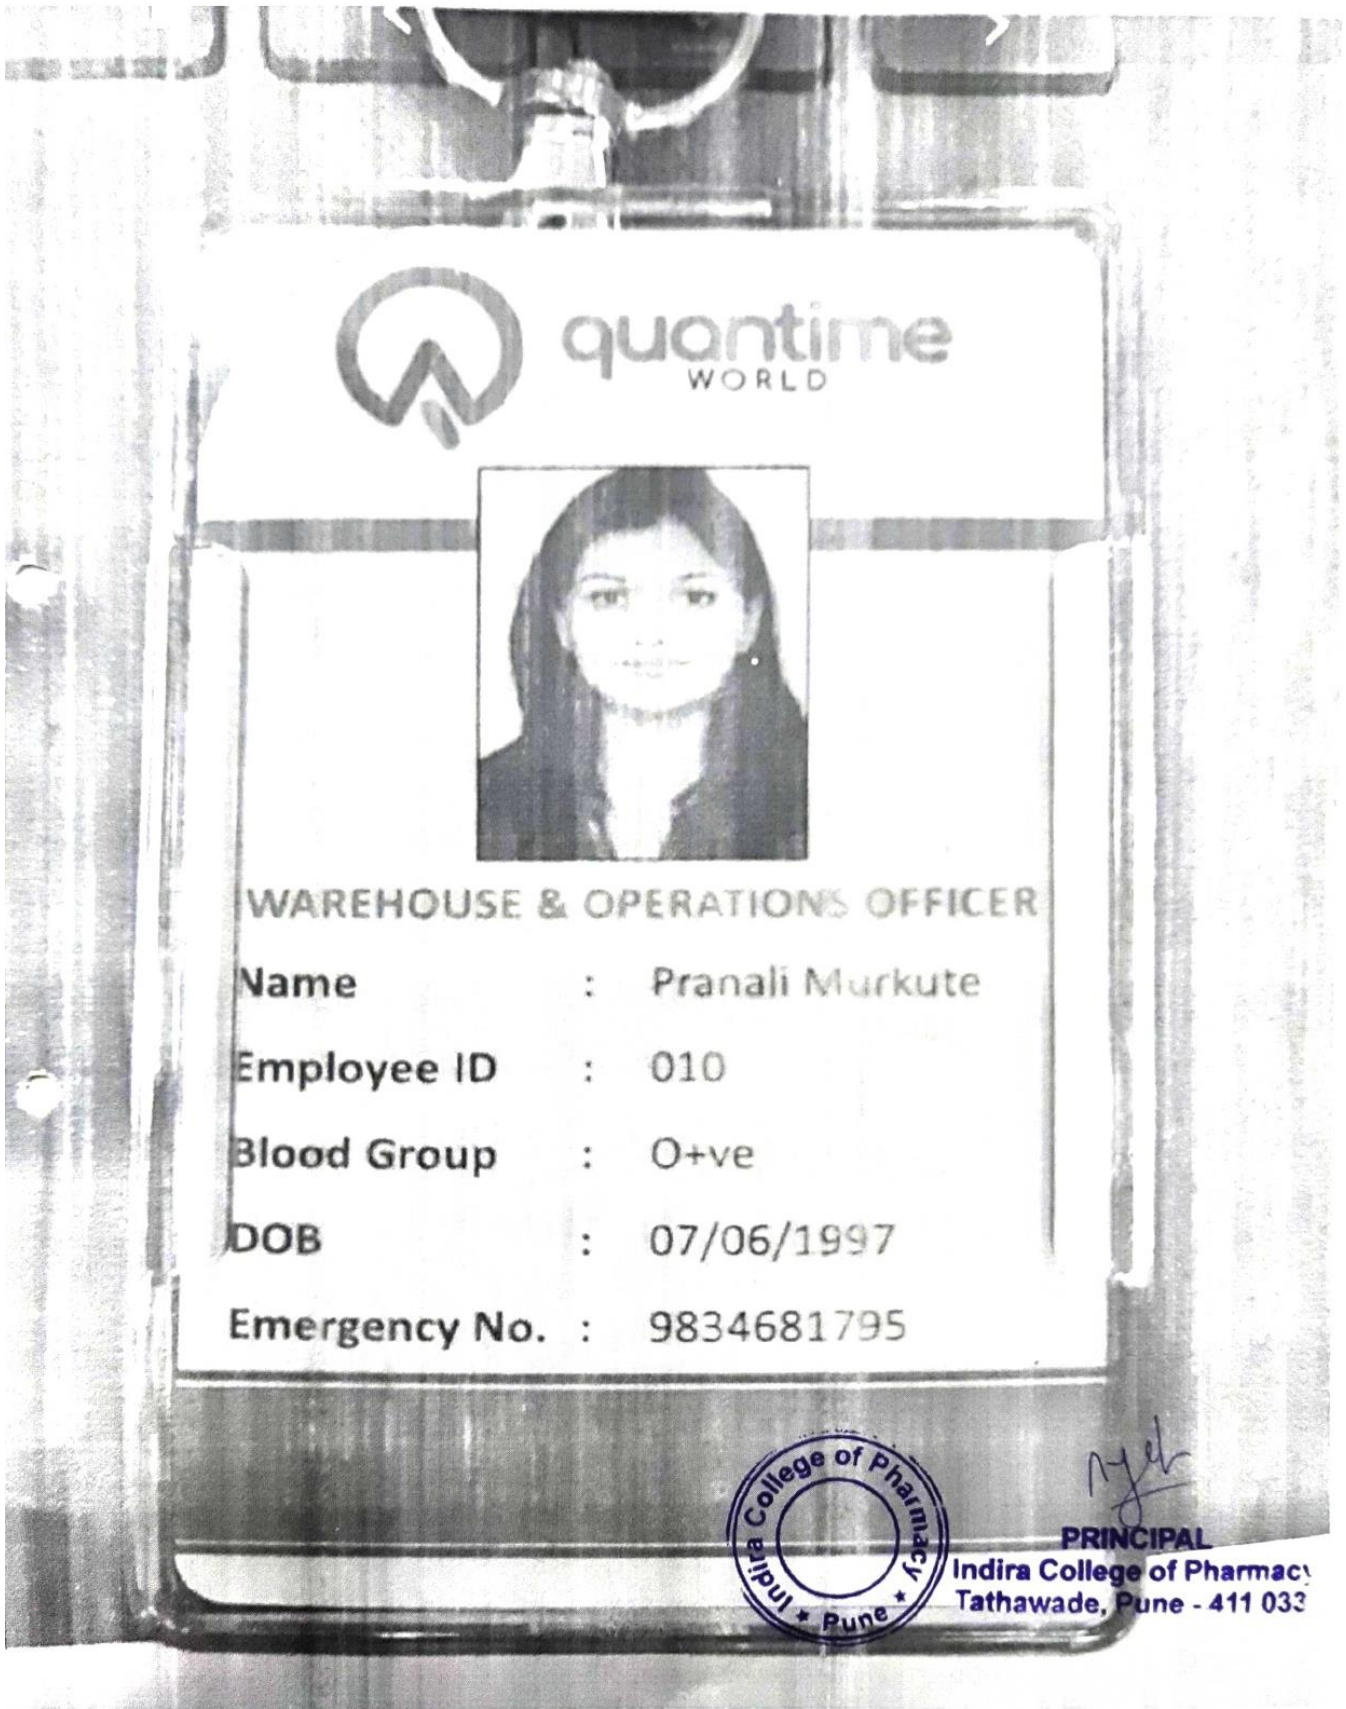 quantime
WORLD
WAREHOUSE & OPERATIONS OFFICER
Name : Pranali Murkute
Employee ID : 010
Blood Group : O+ve
DOB : 07/06/1997
Emergency No. : 9834681795
Indira College of Pharmacy
★ Pune ★
PRINCIPAL
Indira College of Pharmacy
Tathawade, Pune - 411 033